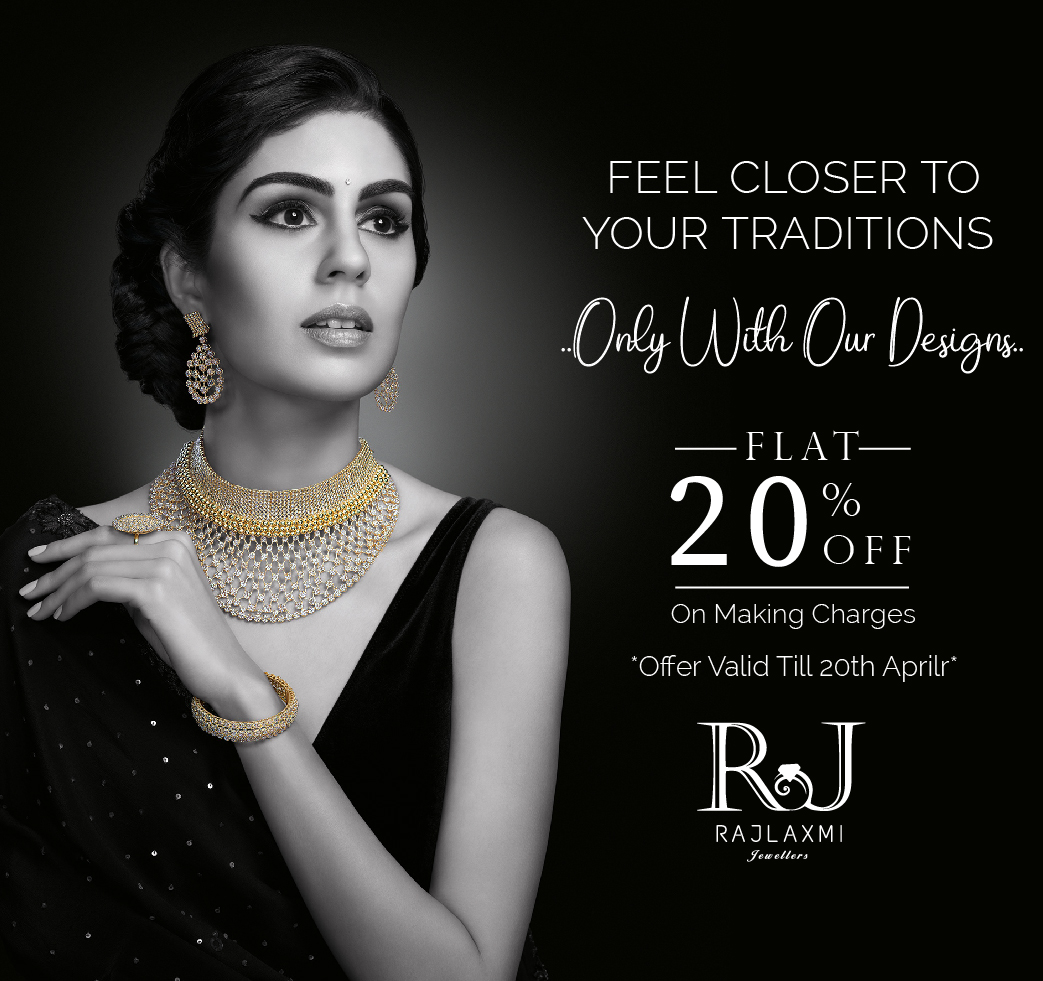 FEEL CLOSER TO
YOUR TRADITIONS
..Only With Our Designs..
FLAT
20%
OFF
On Making Charges
*Offer Valid Till 20th Aprilr*
RJ
RAJLAXMI
Jewellers